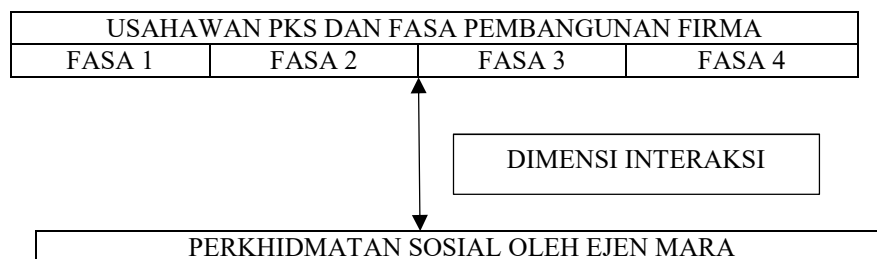 USAHAWAN PKS DAN FASA PEMBANGUNAN FIRMA
FASA 1 FASA 2 FASA 3 FASA 4
DIMENSI INTERAKSI
PERKHIDMATAN SOSIAL OLEH EJEN MARA